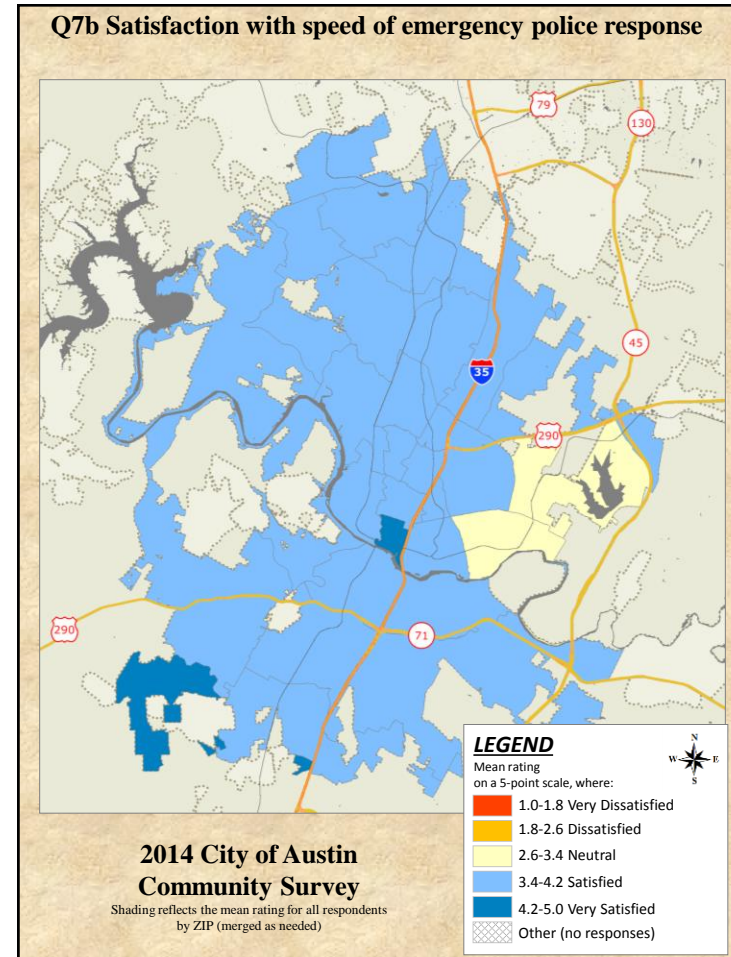 Q7b Satisfaction with speed of emergency police response
79
130
45
35
290
290
71
LEGEND
N
W E
S
Mean rating
on a 5-point scale, where:
1.0-1.8 Very Dissatisfied
1.8-2.6 Dissatisfied
2.6-3.4 Neutral
3.4-4.2 Satisfied
4.2-5.0 Very Satisfied
Other (no responses)
2014 City of Austin
Community Survey
Shading reflects the mean rating for all respondents
by ZIP (merged as needed)